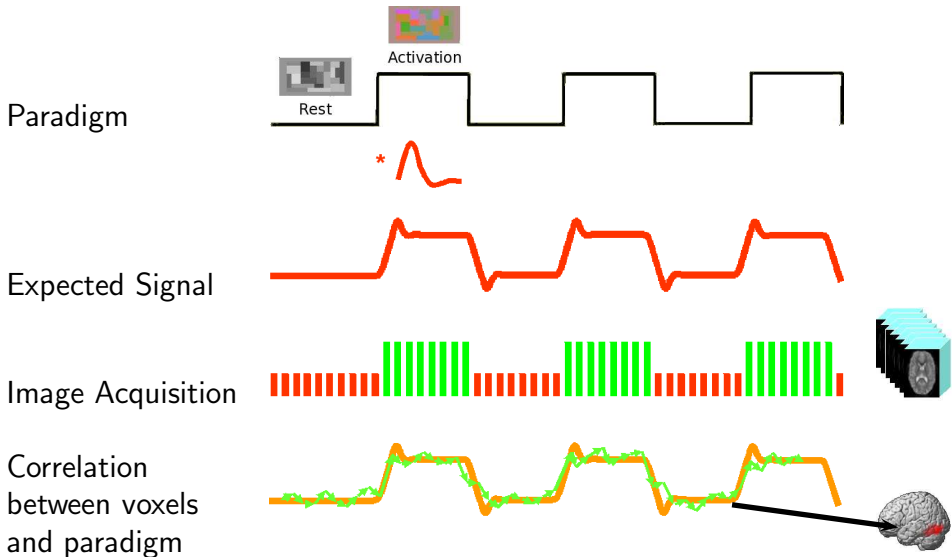 Activation
Rest
Paradigm
*
Expected Signal
Image Acquisition
Correlation
between voxels
and paradigm